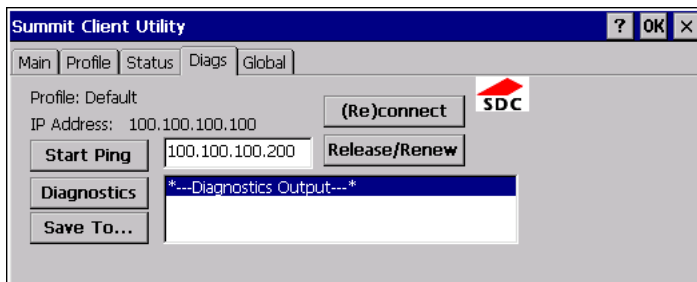 Summit Client Utility ? OK ×
Main Profile Status Diags Global
Profile: Default
(Re)connect
SDC
IP Address: 100.100.100.100
Start Ping 100.100.100.200 Release/Renew
Diagnostics *---Diagnostics Output---*
Save To...